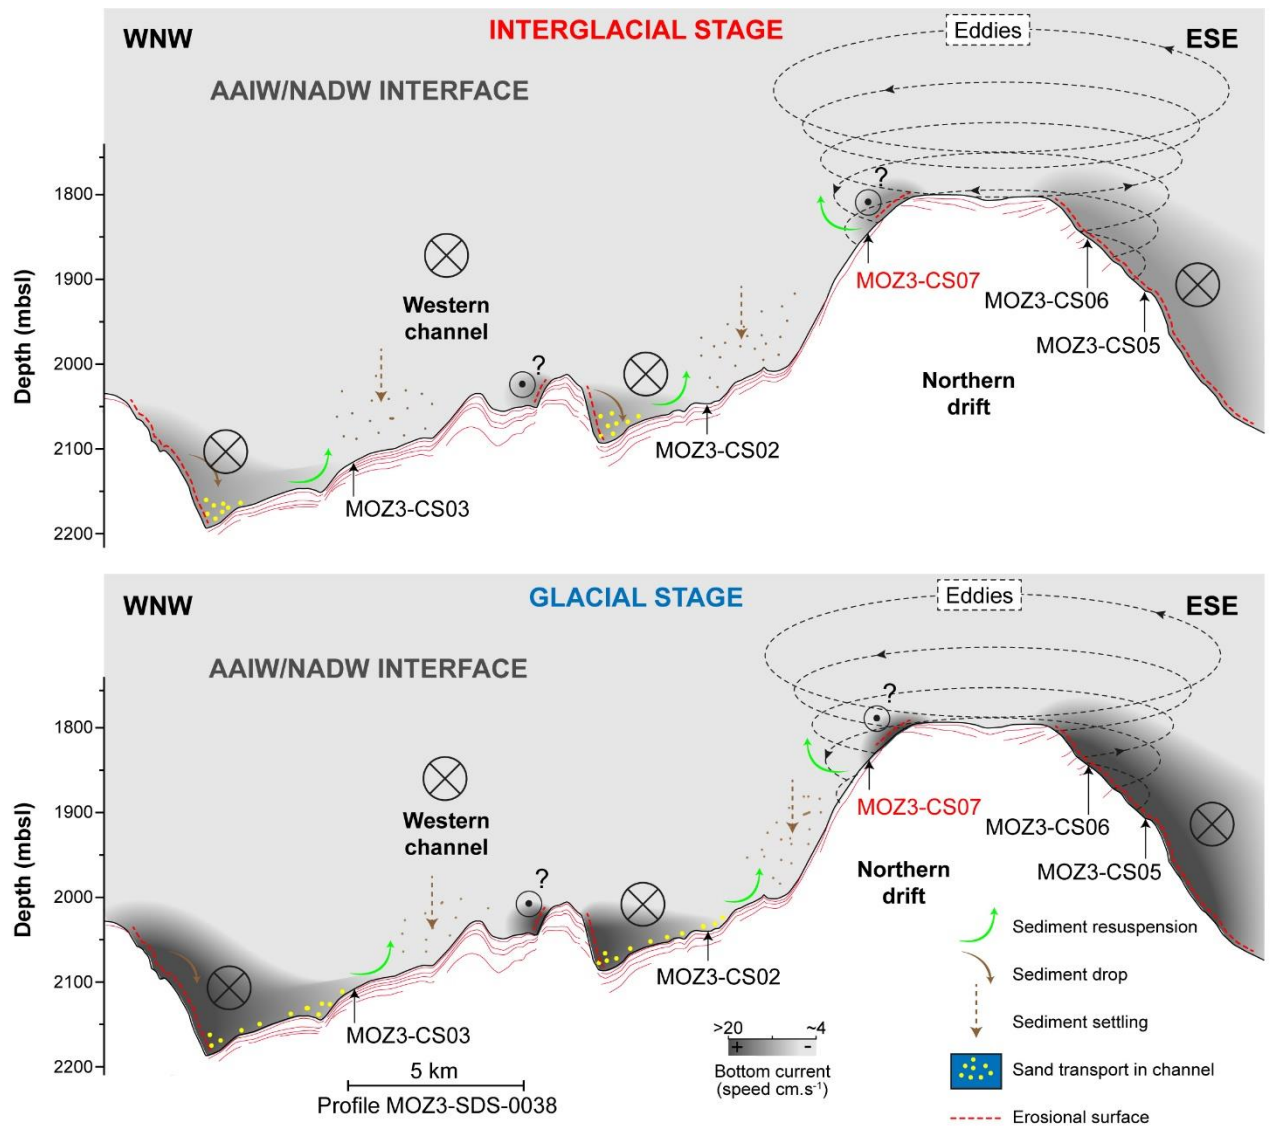 WNW
INTERGLACIAL STAGE
Eddies
ESE
AAIW/NADW INTERFACE
Depth (mbsl)
1800
1900
2000
2100
2200
?
Western
channel
MOZ3-CS07
MOZ3-CS06
MOZ3-CS05
?
Northern
drift
MOZ3-CS02
MOZ3-CS03
WNW
GLACIAL STAGE
Eddies
ESE
AAIW/NADW INTERFACE
Depth (mbsl)
1800
1900
2000
2100
2200
?
Western
channel
MOZ3-CS07
MOZ3-CS06
MOZ3-CS05
?
Northern
drift
MOZ3-CS02
MOZ3-CS03
5 km
Profile MOZ3-SDS-0038
>20 ~4
+ -
Bottom current
(speed cm.s-1)
Sediment resuspension
Sediment drop
Sediment settling
Sand transport in channel
Erosional surface